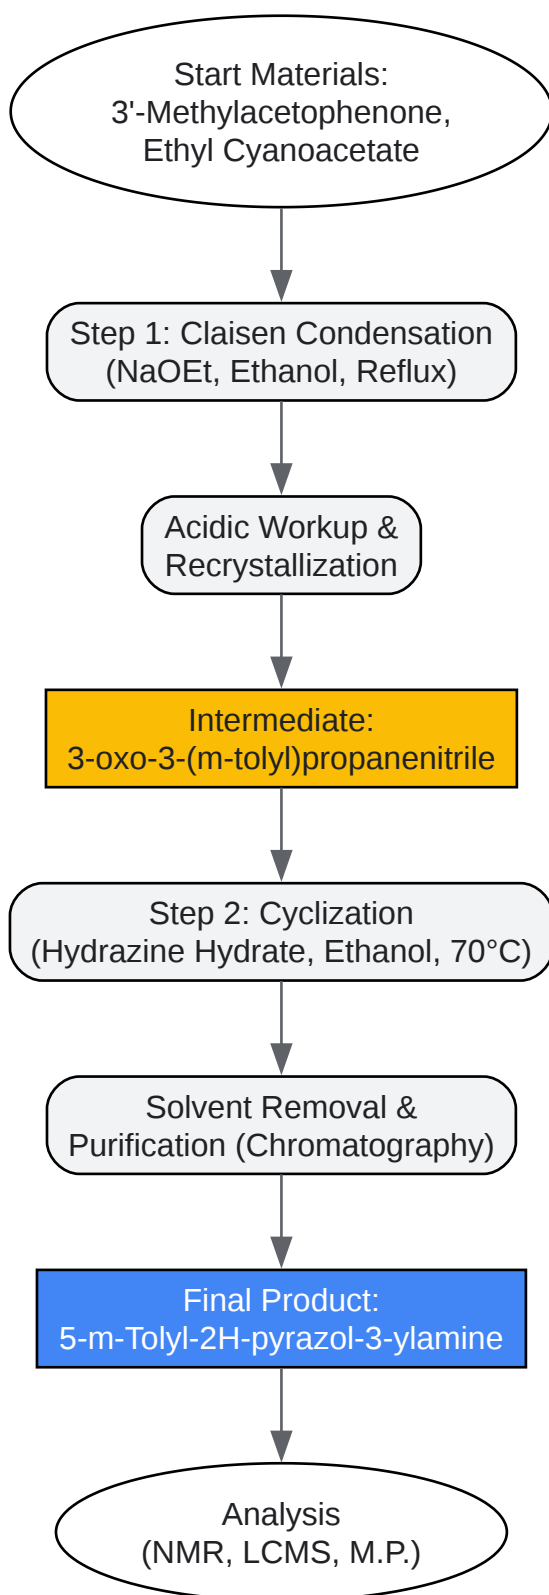 Start Materials:
3'-Methylacetophenone,
Ethyl Cyanoacetate
Step 1: Claisen Condensation
(NaOEt, Ethanol, Reflux)
Acidic Workup &
Recrystallization
Intermediate:
3-oxo-3-(m-tolyl)propanenitrile
Step 2: Cyclization
(Hydrazine Hydrate, Ethanol, 70°C)
Solvent Removal &
Purification (Chromatography)
Final Product:
5-m-Tolyl-2H-pyrazol-3-ylamine
Analysis
(NMR, LCMS, M.P.)